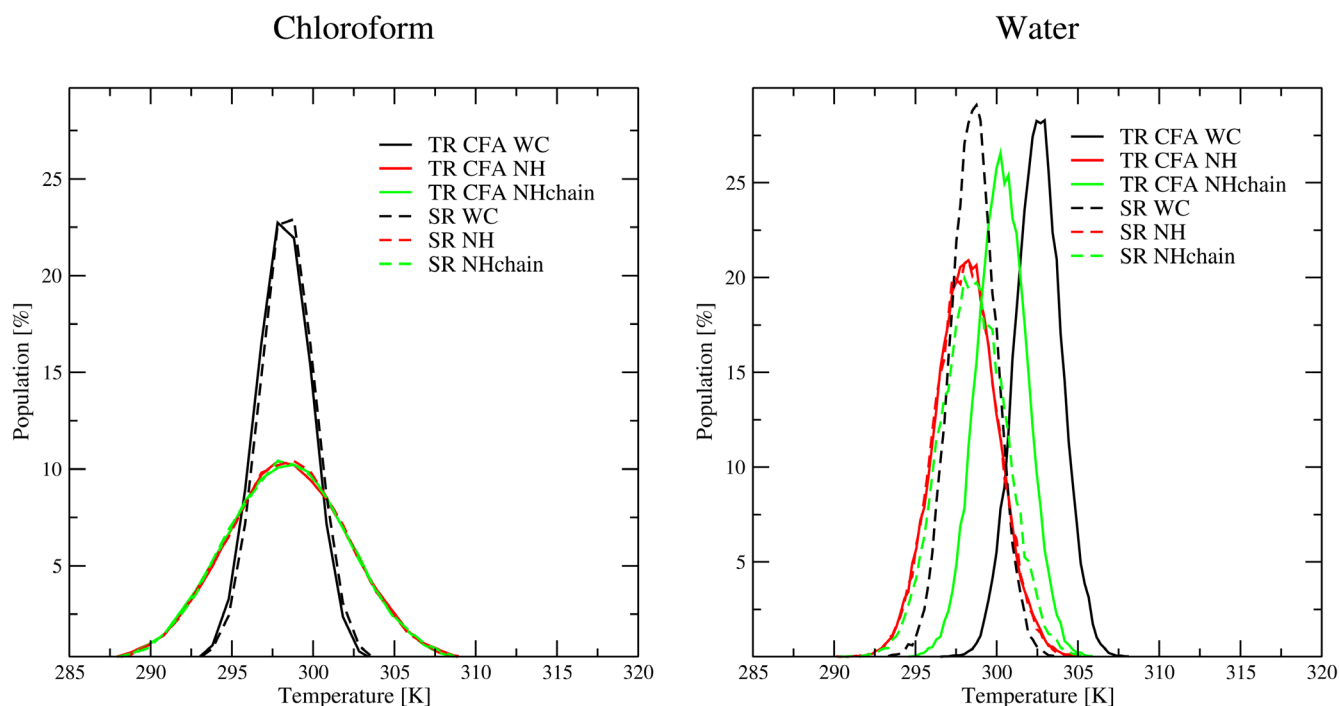 Chloroform
TR CFA WC
TR CFA NH
TR CFA NHchain
SR WC
SR NH
SR NHchain
25
20
15
10
5
Population [%]
285 290 295 300 305 310 315 320
Temperature [K]
Water
TR CFA WC
TR CFA NH
TR CFA NHchain
SR WC
SR NH
SR NHchain
25
20
15
10
5
Population [%]
285 290 295 300 305 310 315 320
Temperature [K]